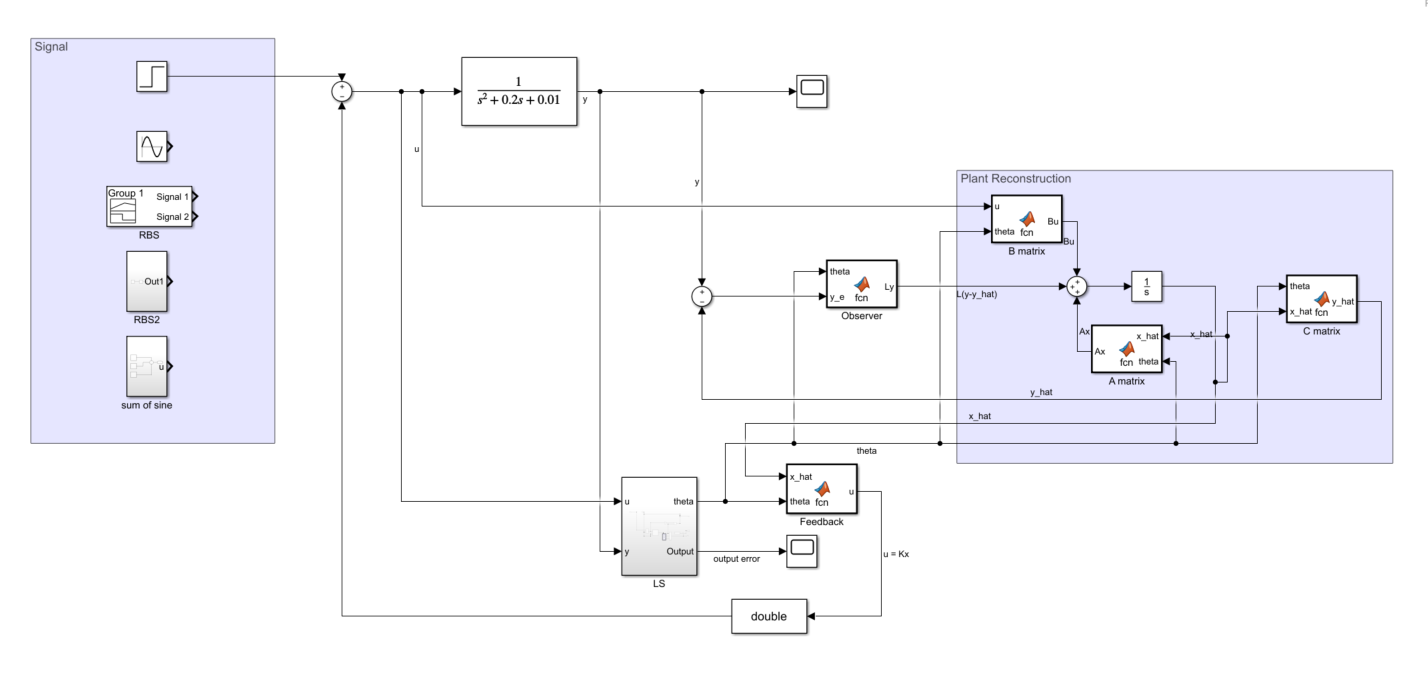 Signal
Group 1
Signal 1
Signal 2
RBS
Out1
RBS2
u
sum of sine
+
−
1
s² + 0.2s + 0.01
y
u
y
+
−
theta
y_e
fcn
Ly
Observer
L(y-y_hat)
Plant Reconstruction
u
theta
fcn
Bu
B matrix
Bu
+
+
+
1
s
Ax
Ax
x_hat
fcn
theta
A matrix
x_hat
theta
x_hat
fcn
y_hat
C matrix
y_hat
x_hat
theta
u
y
theta
Output
LS
x_hat
theta
fcn
u
Feedback
output error
u = Kx
double